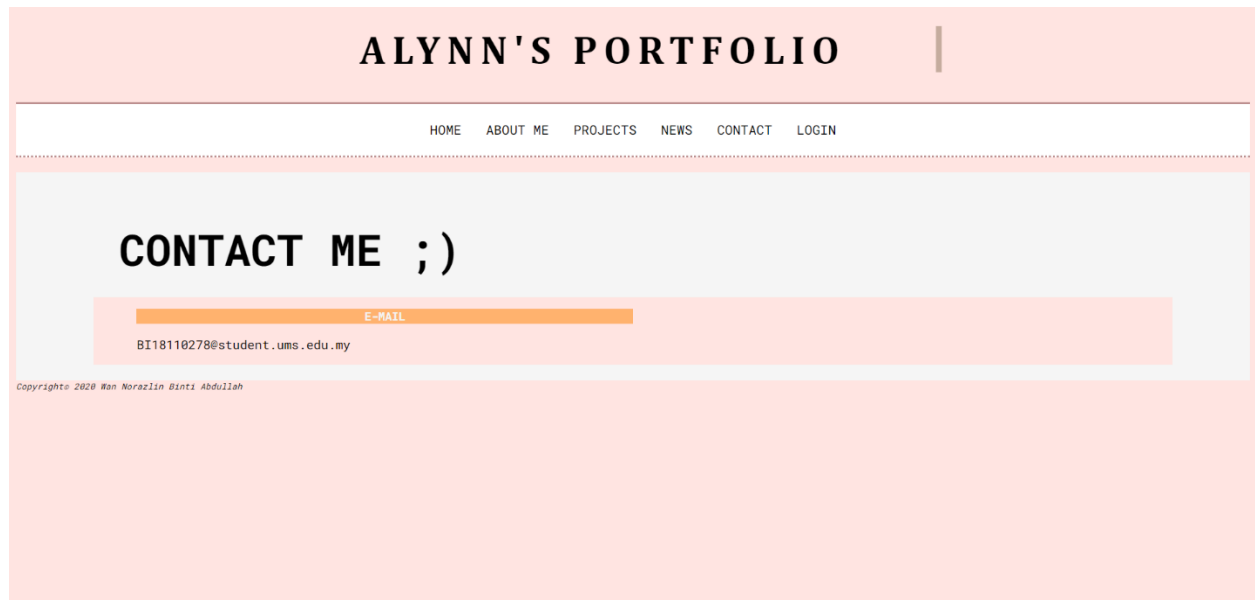 ALYNN'S PORTFOLIO
HOME ABOUT ME PROJECTS NEWS CONTACT LOGIN
CONTACT ME ;)
E-MAIL
BI18110278@student.ums.edu.my
Copyright© 2020 Wan Norazlin Binti Abdullah